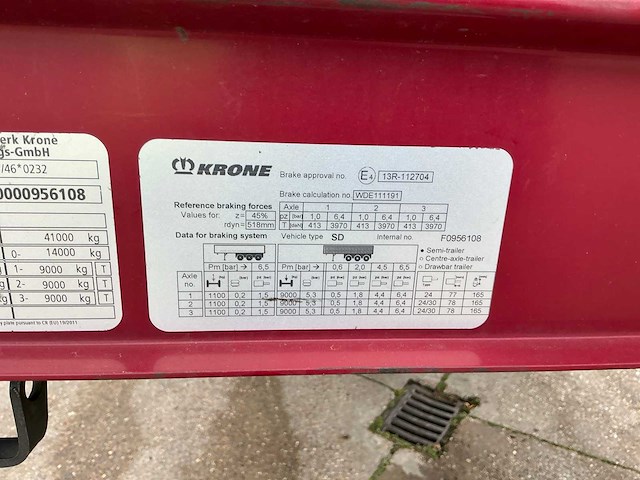 erk Krone
gs-GmbH
/46*0232
0000956108
41000 kg
0- 14000 kg
1- 9000 kg T
2- 9000 kg T
3- 9000 kg T
KRONE
Brake approval no. E4 13R-112704
Brake calculation no. WDE111191
Reference braking forces Axle 1 2 3
Values for: z= 45% pz [bar] 1,0 6,4 1,0 6,4 1,0 6,4
rdyn= 518mm T 413 3970 413 3970 413 3970
Data for braking system Vehicle type SD Internal no. F0956108
Semi-trailer
Centre-axle-trailer
Drawbar trailer
Pm [bar] → 6,5 Pm [bar] → 0,6 2,0 4,5 6,5
Axle no.
1 1100 0,2 1,5 9000 5,3 0,5 1,8 4,4 6,4 24 77 165
2 1100 0,2 1,5 9000 5,3 0,5 1,8 4,4 6,4 24/30 78 165
3 1100 0,2 1,5 9000 5,3 0,5 1,8 4,4 6,4 24/30 78 165